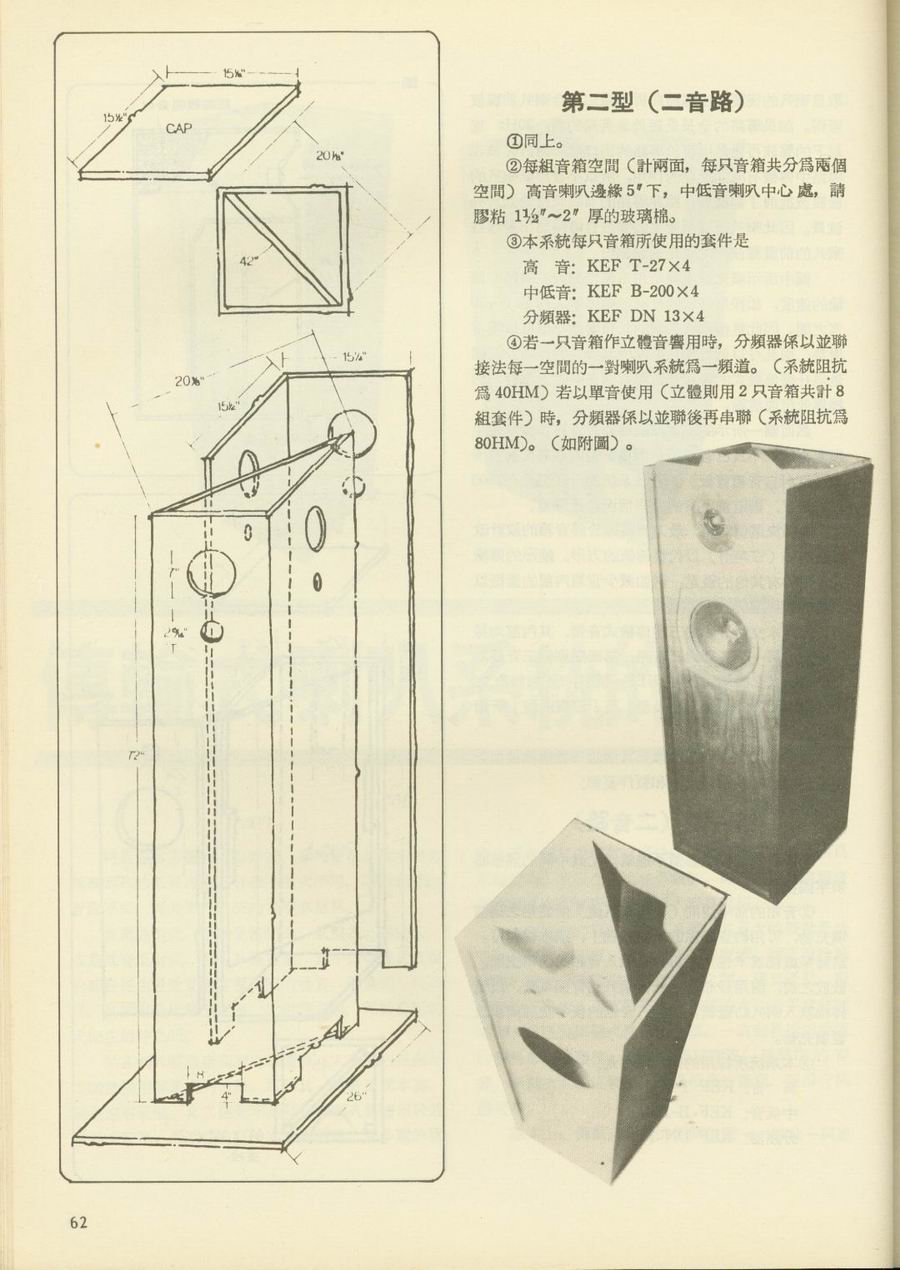 15⅛"
15½"
CAP
20⅛"
42"
15¼"
20⅛"
15½"
7"
72"
8
4"
26"
第二型（二音路）
①同上。
②每組音箱空間（計兩面，每只音箱共分爲兩個
空間）高音喇叭邊緣5″下，中低音喇叭中心處，請
膠粘 1½″～2″ 厚的玻璃棉。
③本系統每只音箱所使用的套件是
高　音：KEF T-27×4
中低音：KEF B-200×4
分頻器：KEF DN 13×4
④若一只音箱作立體音響用時，分頻器係以並聯
接法每一空間的一對喇叭系統爲一頻道。（系統阻抗
爲 40HM）若以單音使用（立體則用2只音箱共計8
組套件）時，分頻器係以並聯後再串聯（系統阻抗爲
80HM）。（如附圖）。
62